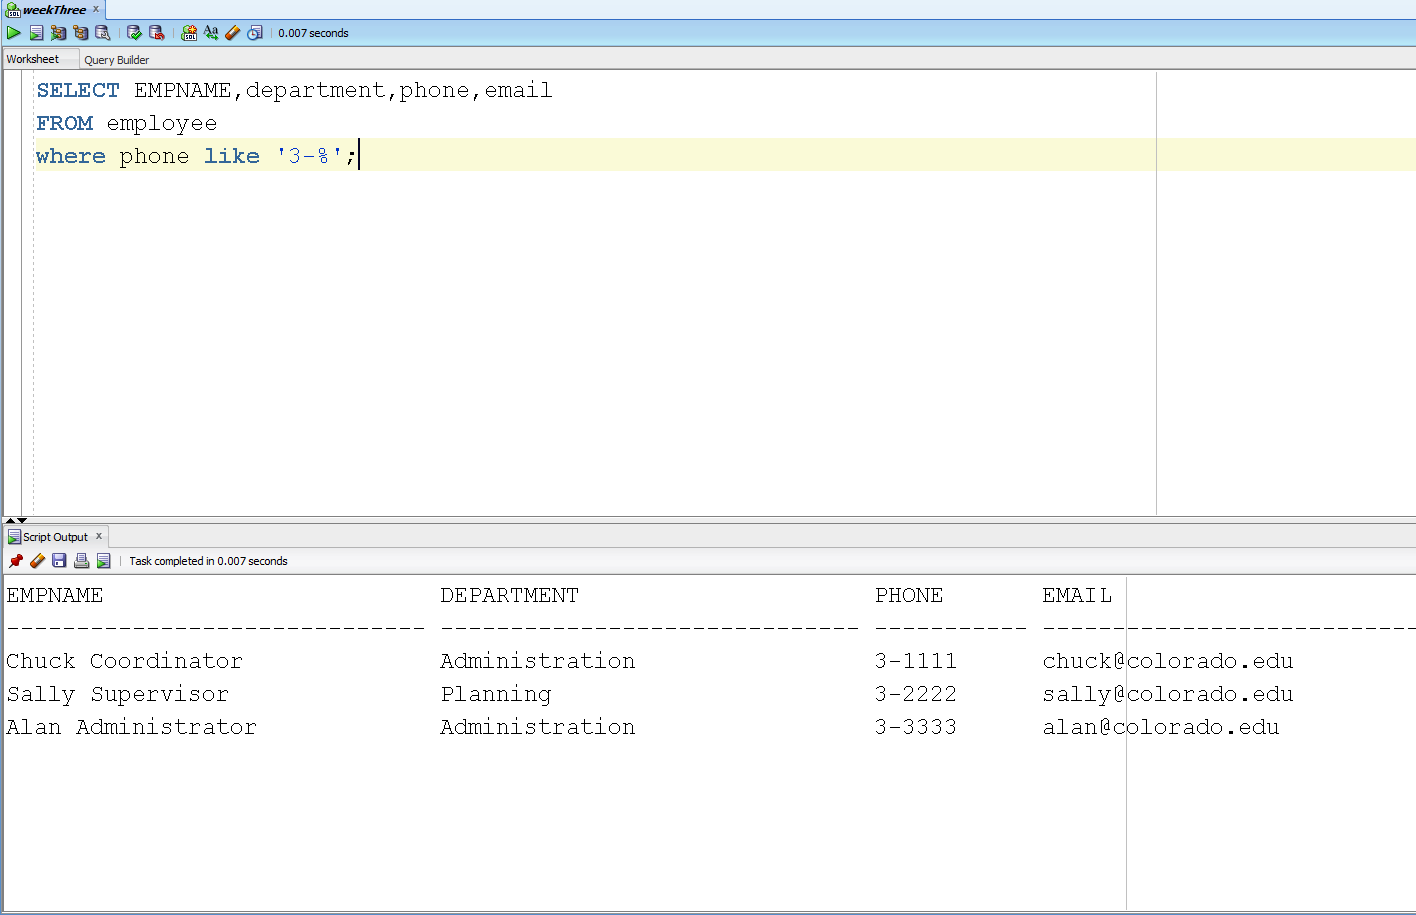 weekThree
0.007 seconds
Worksheet Query Builder
SELECT EMPNAME,department,phone,email
FROM employee
where phone like '3-%';
Script Output
Task completed in 0.007 seconds
EMPNAME DEPARTMENT PHONE EMAIL
------------------------------ ------------------------------ ----------- ---------------------------
Chuck Coordinator Administration 3-1111 chuck@colorado.edu
Sally Supervisor Planning 3-2222 sally@colorado.edu
Alan Administrator Administration 3-3333 alan@colorado.edu